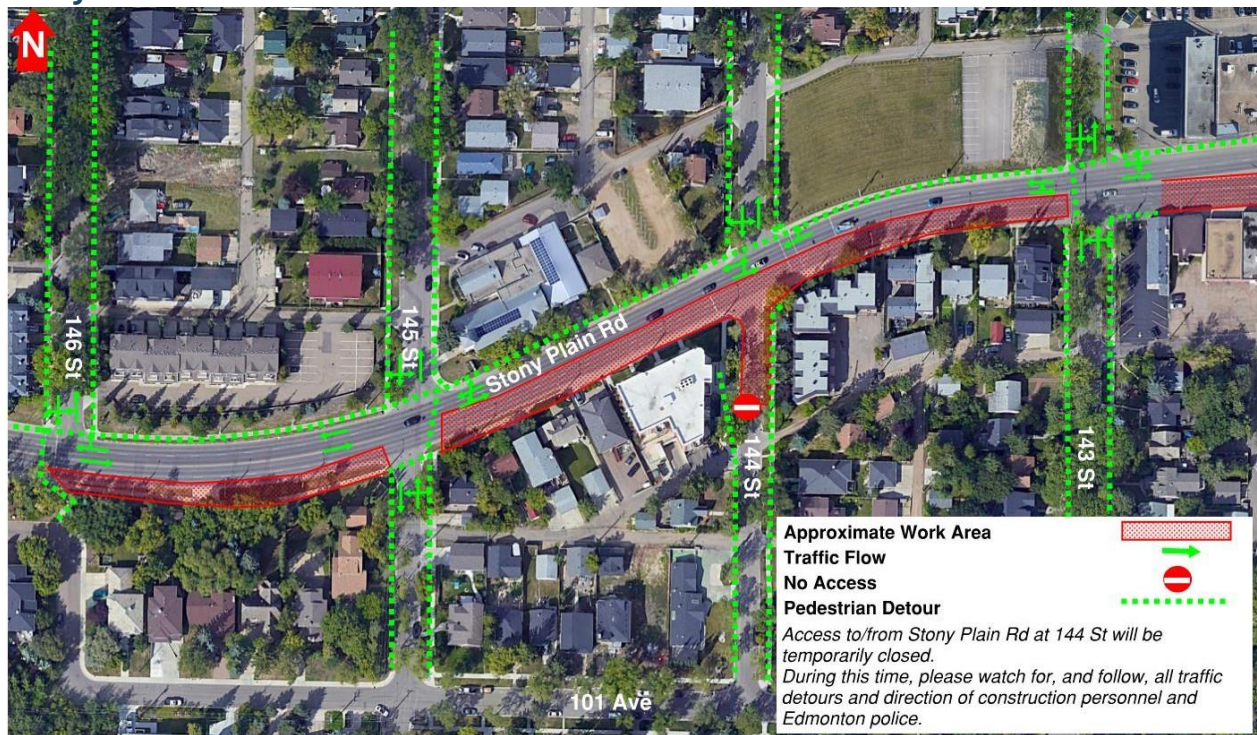 N
146 St
145 St
Stony Plain Rd
144 St
143 St
101 Ave
Approximate Work Area
Traffic Flow
No Access
Pedestrian Detour
Access to/from Stony Plain Rd at 144 St will be
temporarily closed.
During this time, please watch for, and follow, all traffic
detours and direction of construction personnel and
Edmonton police.